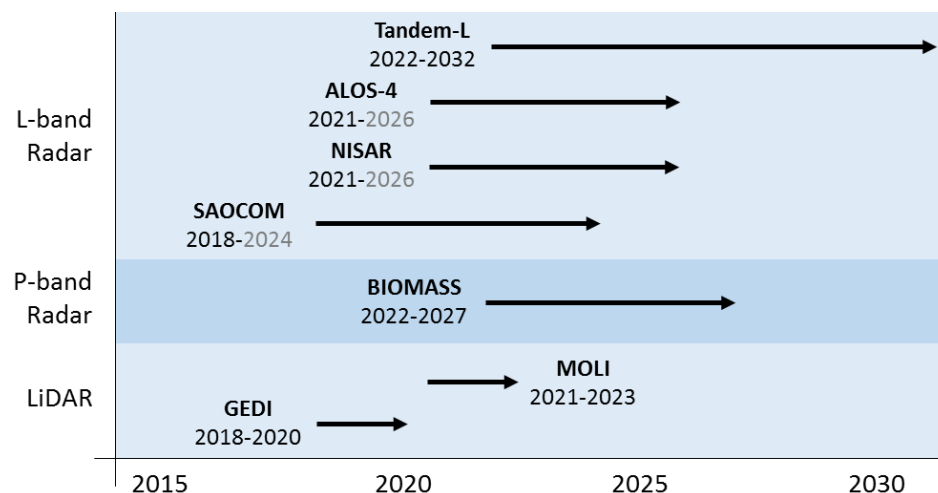 Tandem-L
2022-2032
ALOS-4
2021-2026
L-band
Radar
NISAR
2021-2026
SAOCOM
2018-2024
P-band
Radar
BIOMASS
2022-2027
MOLI
2021-2023
LiDAR
GEDI
2018-2020
2015 2020 2025 2030